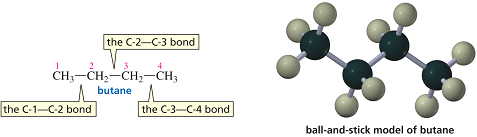 the C-2—C-3 bond
1 2 3 4
CH₃—CH₂—CH₂—CH₃
butane
the C-1—C-2 bond
the C-3—C-4 bond
ball-and-stick model of butane